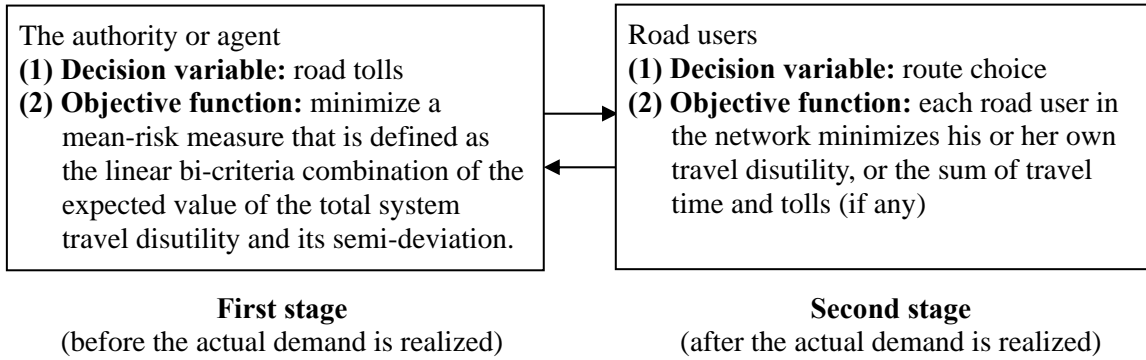 The authority or agent
(1) Decision variable: road tolls
(2) Objective function: minimize a
mean-risk measure that is defined as
the linear bi-criteria combination of the
expected value of the total system
travel disutility and its semi-deviation.
Road users
(1) Decision variable: route choice
(2) Objective function: each road user in
the network minimizes his or her own
travel disutility, or the sum of travel
time and tolls (if any)
First stage
(before the actual demand is realized)
Second stage
(after the actual demand is realized)